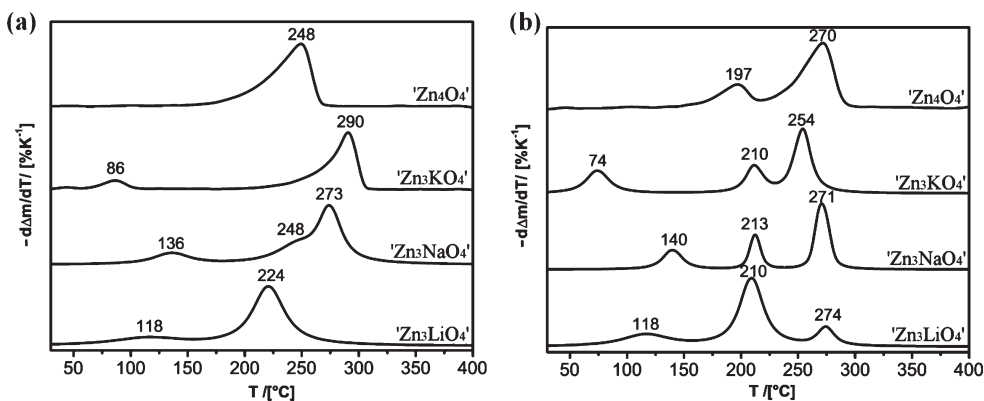 (a)
248
'Zn₄O₄'
290
86
'Zn₃KO₄'
273
248
136
'Zn₃NaO₄'
224
118
'Zn₃LiO₄'
-dΔm/dT/ [%K⁻¹]
50 100 150 200 250 300 350 400
T /[°C]
(b)
270
197
'Zn₄O₄'
254
210
74
'Zn₃KO₄'
271
213
140
'Zn₃NaO₄'
210
274
118
'Zn₃LiO₄'
-dΔm/dT/ [%K⁻¹]
50 100 150 200 250 300 350 400
T /[°C]